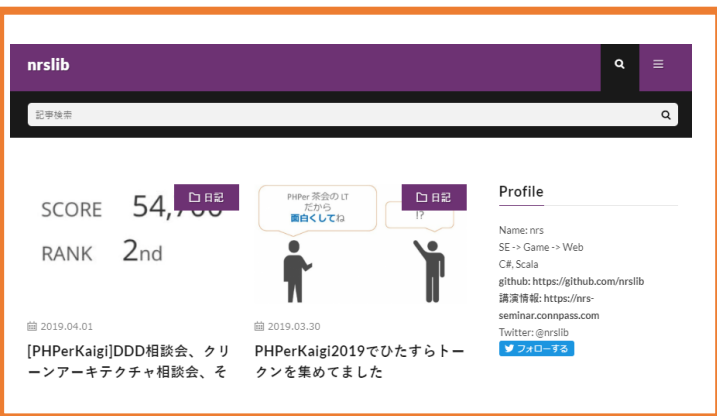 nrslib
記事検索
SCORE 54,700
RANK 2nd
日記
PHPer 茶会の LT
だから
面白くしてね
!?
日記
2019.04.01
[PHPerKaigi]DDD相談会、クリ
ーンアーキテクチャ相談会、そ
2019.03.30
PHPerKaigi2019でひたすらトー
クンを集めてました
Profile
Name: nrs
SE -> Game -> Web
C#, Scala
github: https://github.com/nrslib
講演情報: https://nrs-
seminar.connpass.com
Twitter: @nrslib
フォローする